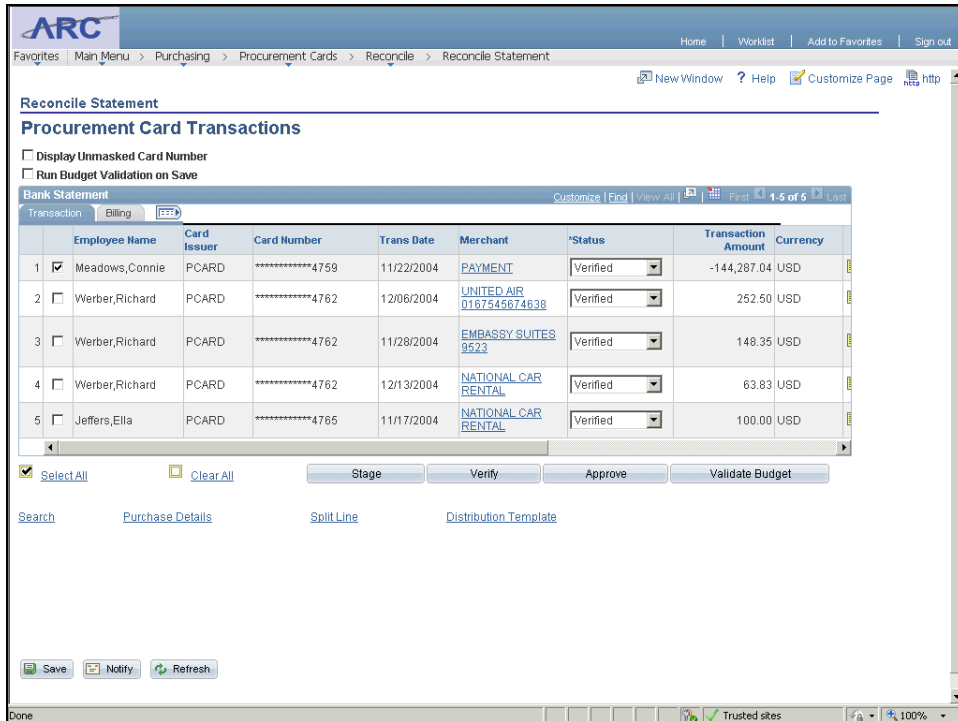 ARC
Home | Worklist | Add to Favorites | Sign out
Favorites Main Menu > Purchasing > Procurement Cards > Reconcile > Reconcile Statement
New Window ? Help Customize Page http
Reconcile Statement
Procurement Card Transactions
Display Unmasked Card Number
Run Budget Validation on Save
Bank Statement Customize | Find | View All | First 1-5 of 5 Last
Transaction Billing
Employee Name Card Issuer Card Number Trans Date Merchant *Status Transaction Amount Currency
1 Meadows,Connie PCARD ************4759 11/22/2004 PAYMENT Verified -144,287.04 USD
2 Werber,Richard PCARD ************4762 12/06/2004 UNITED AIR 0167545674638 Verified 252.50 USD
3 Werber,Richard PCARD ************4762 11/28/2004 EMBASSY SUITES 9523 Verified 148.35 USD
4 Werber,Richard PCARD ************4762 12/13/2004 NATIONAL CAR RENTAL Verified 63.83 USD
5 Jeffers,Ella PCARD ************4765 11/17/2004 NATIONAL CAR RENTAL Verified 100.00 USD
Select All Clear All Stage Verify Approve Validate Budget
Search Purchase Details Split Line Distribution Template
Save Notify Refresh
Done Trusted sites 100%